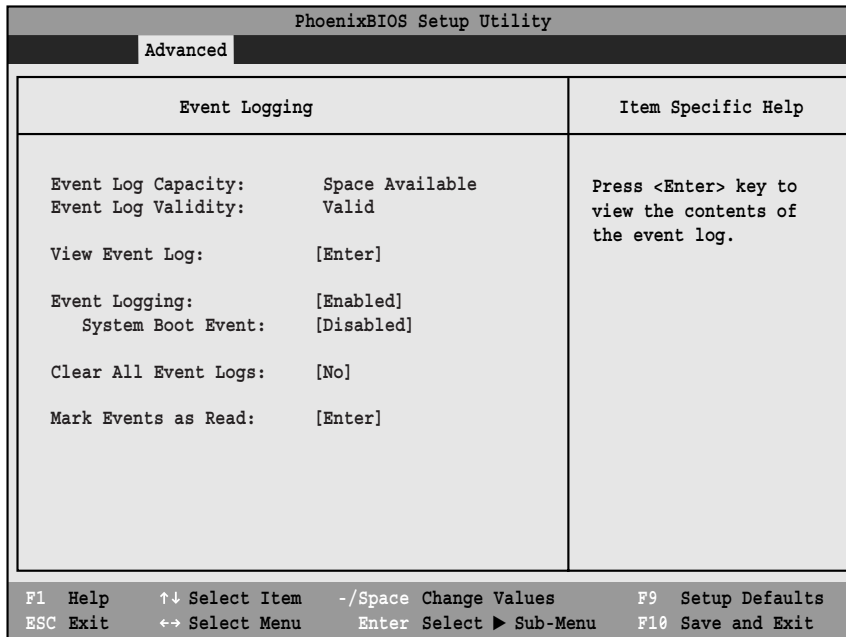 PhoenixBIOS Setup Utility
Advanced
Event Logging
Item Specific Help
Event Log Capacity: Space Available
Event Log Validity: Valid
View Event Log: [Enter]
Event Logging: [Enabled]
System Boot Event: [Disabled]
Clear All Event Logs: [No]
Mark Events as Read: [Enter]
Press <Enter> key to
view the contents of
the event log.
F1 Help ↑↓ Select Item -/Space Change Values F9 Setup Defaults
ESC Exit ←→ Select Menu Enter Select ▶ Sub-Menu F10 Save and Exit